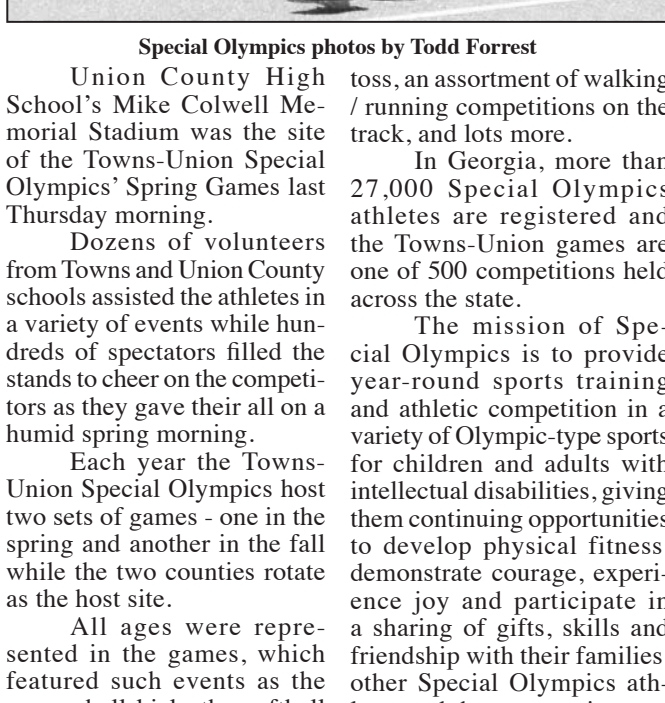 Special Olympics photos by Todd Forrest
Union County High
School's Mike Colwell Me-
morial Stadium was the site
of the Towns-Union Special
Olympics' Spring Games last
Thursday morning.
Dozens of volunteers
from Towns and Union County
schools assisted the athletes in
a variety of events while hun-
dreds of spectators filled the
stands to cheer on the competi-
tors as they gave their all on a
humid spring morning.
Each year the Towns-
Union Special Olympics host
two sets of games - one in the
spring and another in the fall
while the two counties rotate
as the host site.
All ages were repre-
sented in the games, which
featured such events as the
toss, an assortment of walking
/ running competitions on the
track, and lots more.
In Georgia, more than
27,000 Special Olympics
athletes are registered and
the Towns-Union games are
one of 500 competitions held
across the state.
The mission of Spe-
cial Olympics is to provide
year-round sports training
and athletic competition in a
variety of Olympic-type sports
for children and adults with
intellectual disabilities, giving
them continuing opportunities
to develop physical fitness
demonstrate courage, experi-
ence joy and participate in
a sharing of gifts, skills and
friendship with their families
other Special Olympics ath-